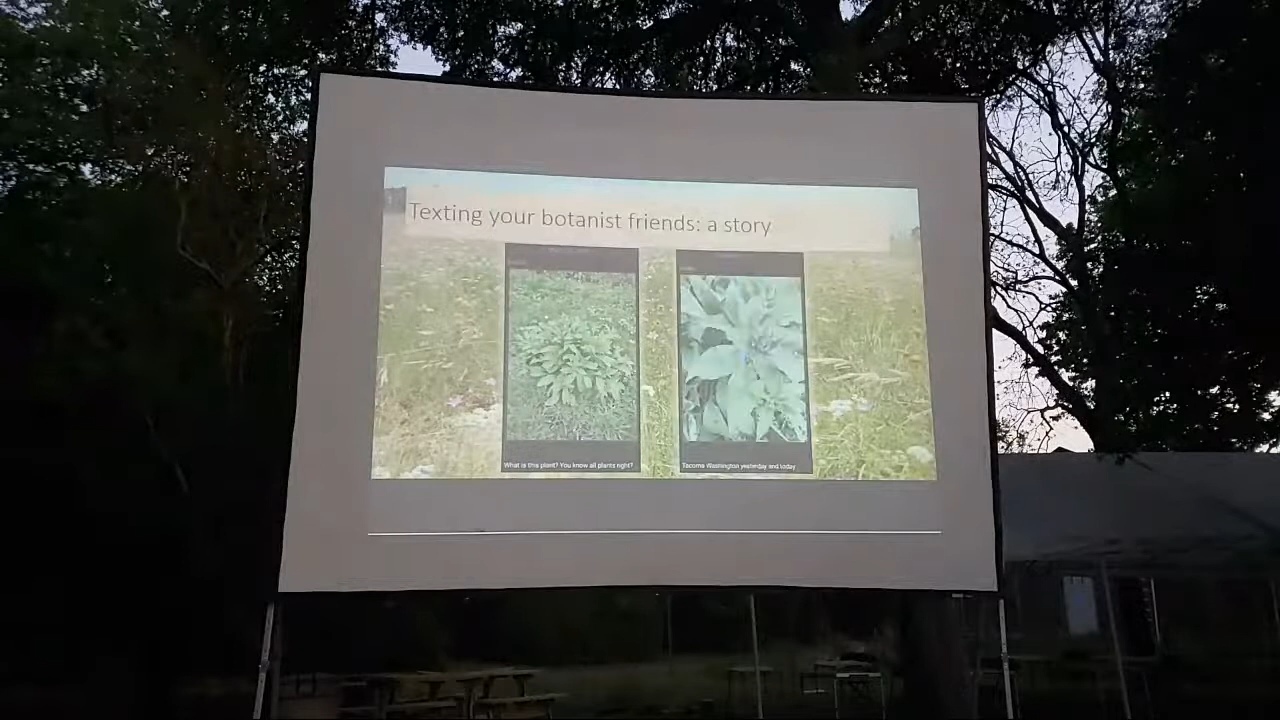 Texting your botanist friends: a story
What is this plant? You know all plants right?
Tacoma Washington yesterday and today